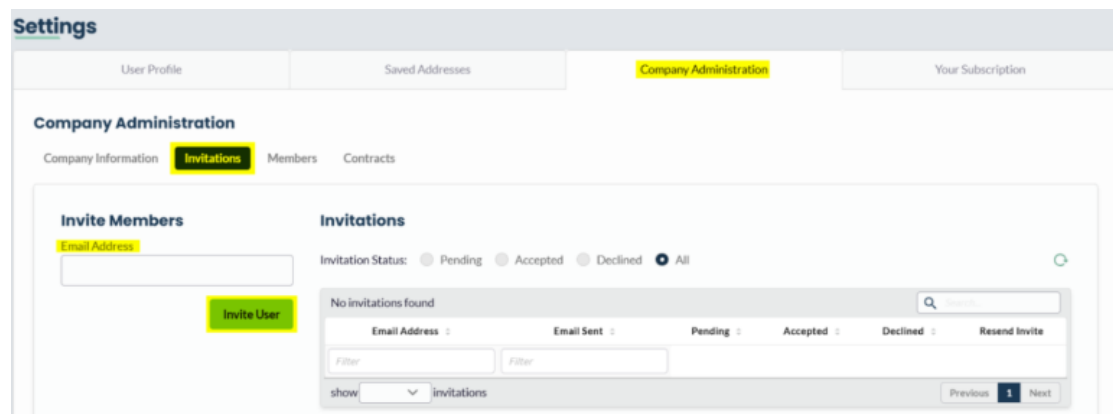 Settings
User Profile Saved Addresses Company Administration Your Subscription
Company Administration
Company Information Invitations Members Contracts
Invite Members
Email Address
Invite User
Invitations
Invitation Status: Pending Accepted Declined All
No invitations found Search...
Email Address Email Sent Pending Accepted Declined Resend Invite
Filter Filter
show invitations Previous 1 Next